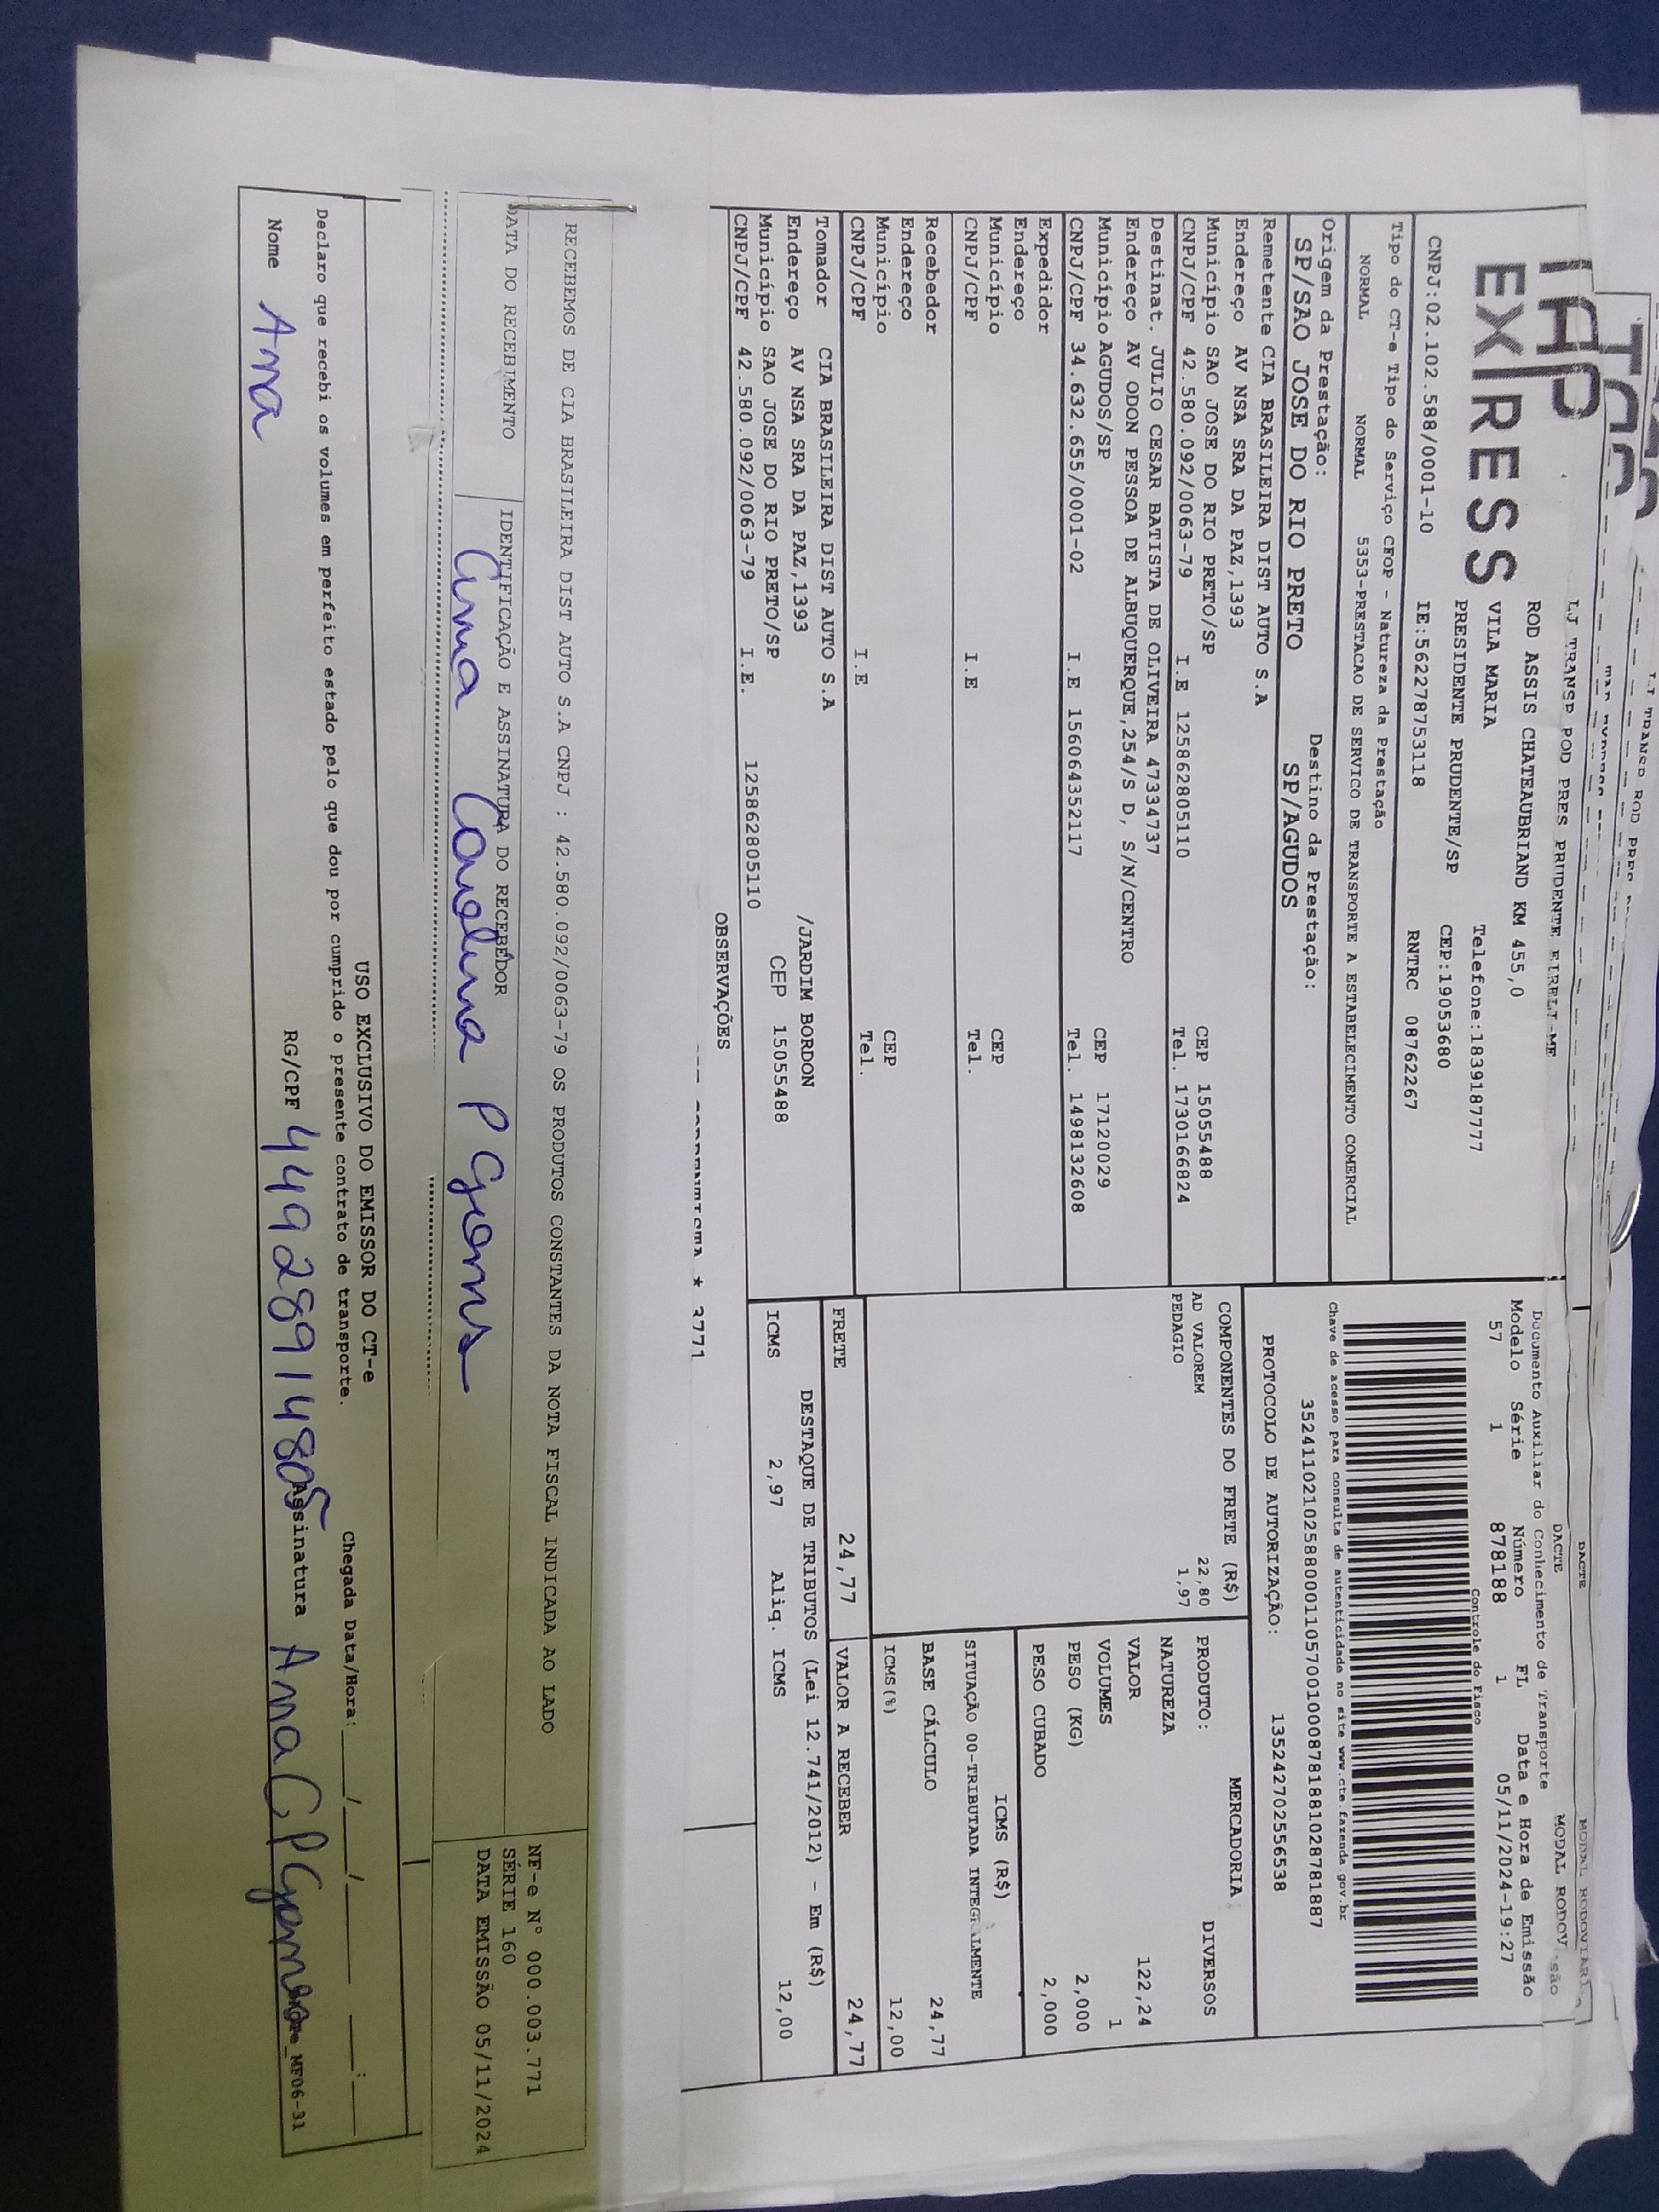 TAP
EXPRESS
LJ TRANSP ROD PRES PRUDENTE EIRELI-ME
ROD ASSIS CHATEAUBRIAND KM 455,0
VILA MARIA Telefone:1839187777
PRESIDENTE PRUDENTE/SP CEP:19053680
CNPJ:02.102.588/0001-10 IE:562278753118 RNTRC 08762267
Tipo do CT-e Tipo do Serviço CFOP - Natureza da Prestação
NORMAL NORMAL 5353-PRESTACAO DE SERVICO DE TRANSPORTE A ESTABELECIMENTO COMERCIAL
Origem da Prestação: Destino da Prestação:
SP/SAO JOSE DO RIO PRETO SP/AGUDOS
Remetente CIA BRASILEIRA DIST AUTO S.A
Endereço AV NSA SRA DA PAZ,1393
Município SAO JOSE DO RIO PRETO/SP CEP 15055488
CNPJ/CPF 42.580.092/0063-79 I.E 125862805110 Tel. 1730166824
Destinat. JULIO CESAR BATISTA DE OLIVEIRA 47334737
Endereço AV ODON PESSOA DE ALBUQUERQUE,254/S D, S/N/CENTRO
Município AGUDOS/SP CEP 17120029
CNPJ/CPF 34.632.655/0001-02 I.E 156064352117 Tel. 14981132608
Expedidor
Endereço
Município CEP
CNPJ/CPF I.E Tel.
Recebedor
Endereço
Município CEP
CNPJ/CPF I.E Tel.
Tomador CIA BRASILEIRA DIST AUTO S.A
Endereço AV NSA SRA DA PAZ,1393 /JARDIM BORDON
Município SAO JOSE DO RIO PRETO/SP CEP 15055488
CNPJ/CPF 42.580.092/0063-79 I.E. 125862805110
OBSERVAÇÕES
* 3771
DACTE MODAL RODOVIAR
DACTE MODAL RODOV
Documento Auxiliar do Conhecimento de Transporte
Modelo Série Número FL Data e Hora de Emissão
57 1 878188 1 05/11/2024-19:27
Controle do Fisco
Chave de acesso para consulta de autenticidade no site www.cte.fazenda.gov.br
35241102102588000110570010008781881028781887
PROTOCOLO DE AUTORIZAÇÃO: 135242702556538
COMPONENTES DO FRETE (R$)
AD VALOREM 22,80
PEDAGIO 1,97
MERCADORIA
PRODUTO: DIVERSOS
NATUREZA
VALOR 122,24
VOLUMES 1
PESO (KG) 2,000
PESO CUBADO 2,000
ICMS (R$)
SITUAÇÃO 00-TRIBUTADA INTEGRALMENTE
BASE CÁLCULO 24,77
ICMS(%) 12,00
FRETE 24,77 VALOR A RECEBER 24,77
DESTAQUE DE TRIBUTOS (Lei 12.741/2012) - Em (R$)
ICMS 2,97 Aliq. ICMS 12,00
RECEBEMOS DE CIA BRASILEIRA DIST AUTO S.A CNPJ : 42.580.092/0063-79 OS PRODUTOS CONSTANTES DA NOTA FISCAL INDICADA AO LADO
DATA DO RECEBIMENTO IDENTIFICAÇÃO E ASSINATURA DO RECEBEDOR
Ana Carolina P Gomes
NF-e Nº 000.003.771
SÉRIE 160
DATA EMISSÃO 05/11/2024
USO EXCLUSIVO DO EMISSOR DO CT-e
Declaro que recebi os volumes em perfeito estado pelo que dou por cumprido o presente contrato de transporte. Chegada Data/Hora: ___/___/_____ ___:___
Nome Ana RG/CPF 44928914805 Assinatura Ana C P Gomes
MF06-31